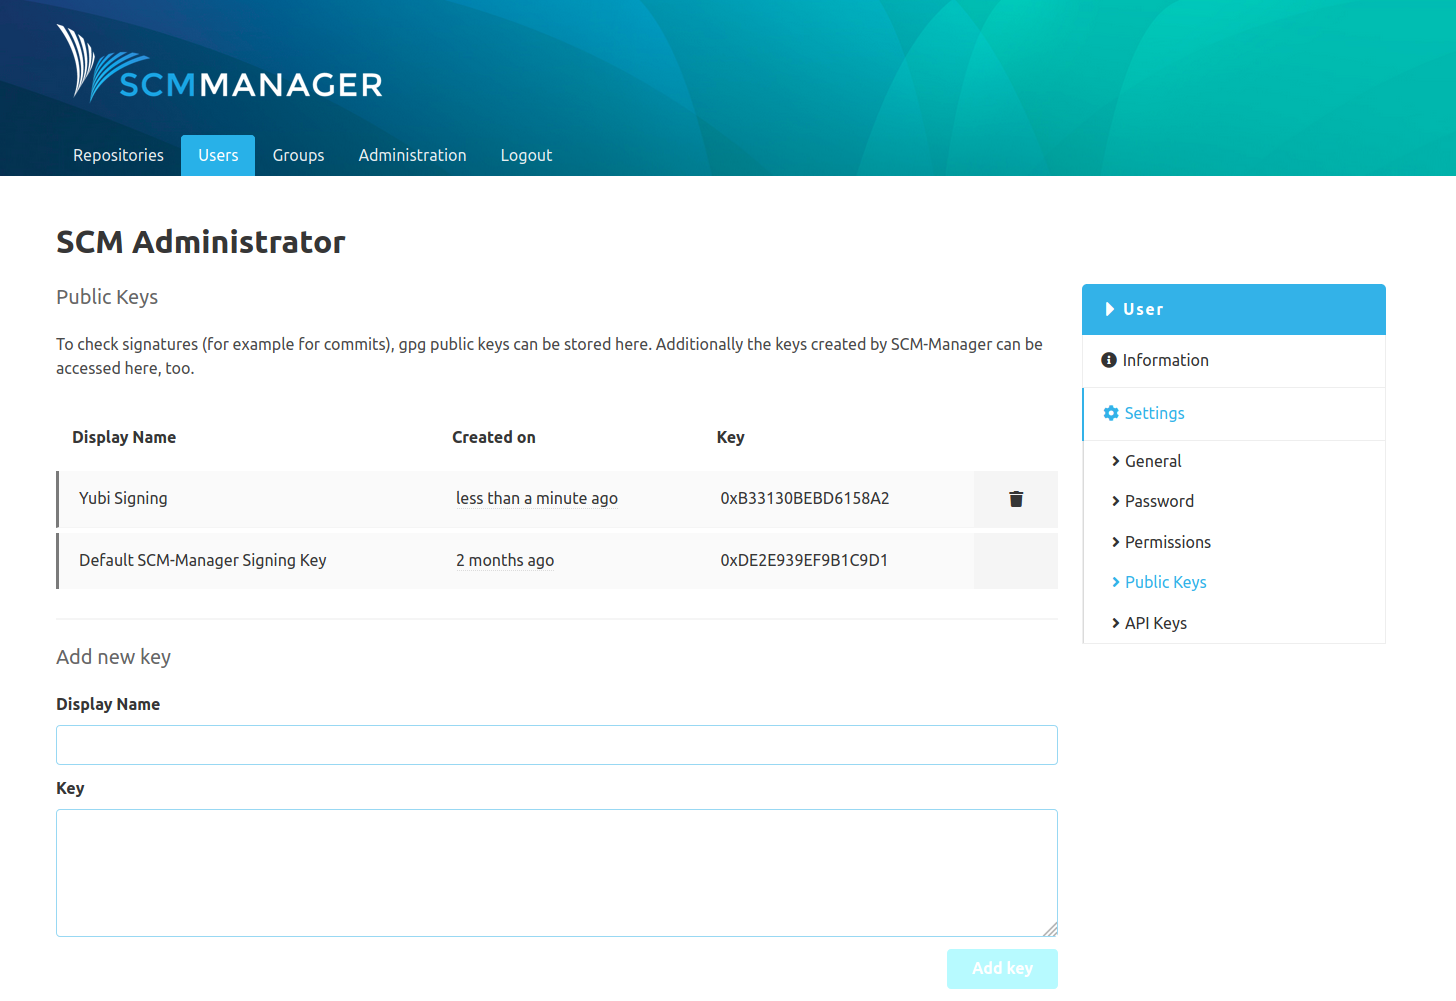 SCMMANAGER
Repositories Users Groups Administration Logout
SCM Administrator
Public Keys
To check signatures (for example for commits), gpg public keys can be stored here. Additionally the keys created by SCM-Manager can be
accessed here, too.
Display Name Created on Key
Yubi Signing less than a minute ago 0xB33130BEBD6158A2
Default SCM-Manager Signing Key 2 months ago 0xDE2E939EF9B1C9D1
Add new key
Display Name
Key
Add key
User
Information
Settings
General
Password
Permissions
Public Keys
API Keys